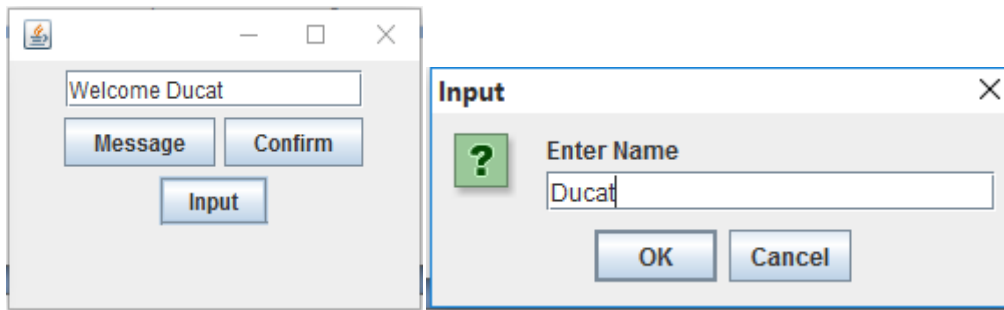 Welcome Ducat
Message Confirm
Input
Input
Enter Name
Ducat
OK Cancel